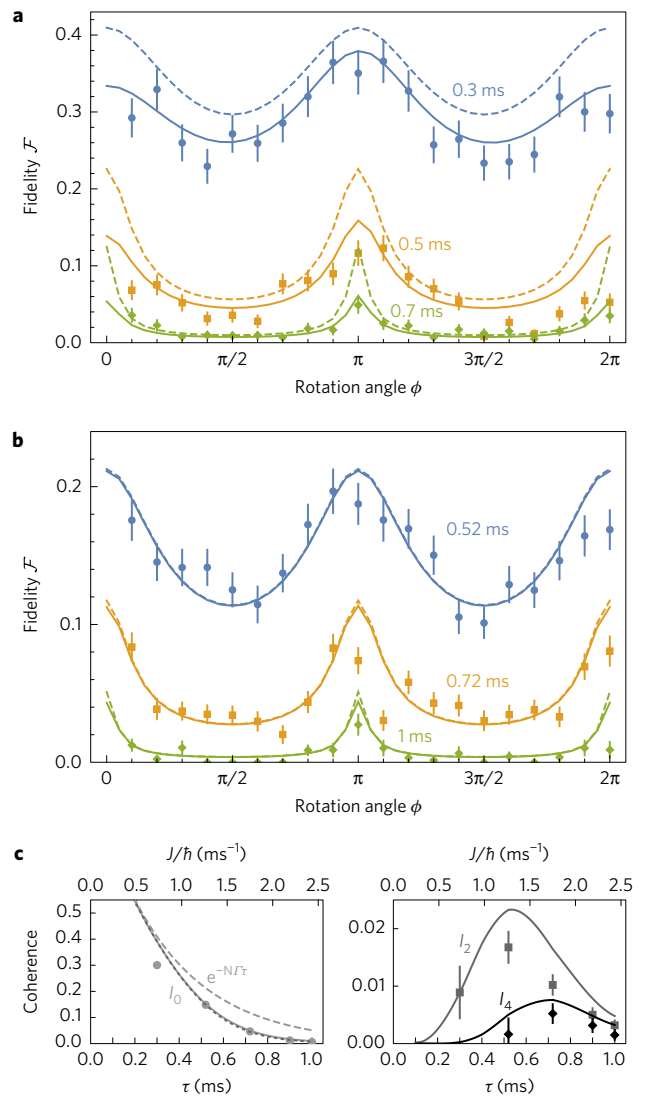 a
0.4
0.3
0.2
0.1
0.0
Fidelity ℱ
0.3 ms
0.5 ms
0.7 ms
0 π/2 π 3π/2 2π
Rotation angle ϕ
b
0.2
0.1
0.0
Fidelity ℱ
0.52 ms
0.72 ms
1 ms
0 π/2 π 3π/2 2π
Rotation angle ϕ
c
J/ħ (ms⁻¹)
0.0 0.5 1.0 1.5 2.0 2.5
0.5
0.4
0.3
0.2
0.1
0.0
Coherence
e⁻ᴺᴦᵗ
I₀
0.0 0.2 0.4 0.6 0.8 1.0
τ (ms)
J/ħ (ms⁻¹)
0.0 0.5 1.0 1.5 2.0 2.5
0.02
0.01
0.00
I₂
I₄
0.0 0.2 0.4 0.6 0.8 1.0
τ (ms)